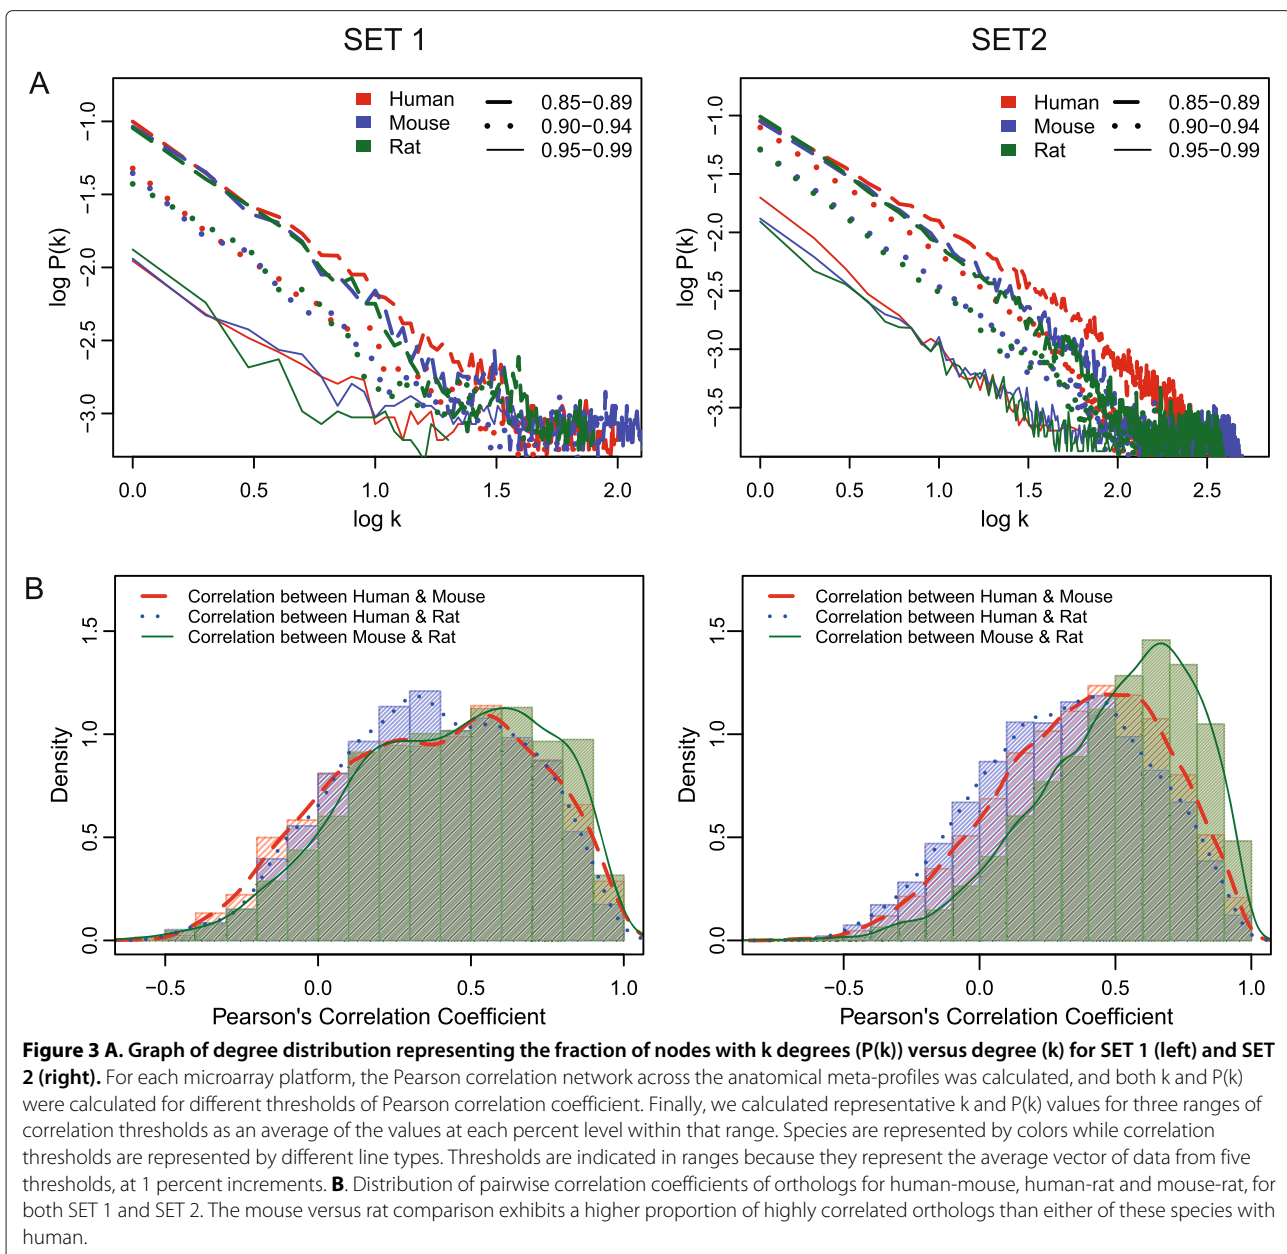 SET 1
SET2
A
Human
Mouse
Rat
0.85−0.89
0.90−0.94
0.95−0.99
log P(k)
−1.0
−1.5
−2.0
−2.5
−3.0
0.0 0.5 1.0 1.5 2.0
log k
Human
Mouse
Rat
0.85−0.89
0.90−0.94
0.95−0.99
log P(k)
−1.0
−1.5
−2.0
−2.5
−3.0
−3.5
0.0 0.5 1.0 1.5 2.0 2.5
log k
B
Correlation between Human & Mouse
Correlation between Human & Rat
Correlation between Mouse & Rat
Density
1.5
1.0
0.5
0.0
−0.5 0.0 0.5 1.0
Pearson's Correlation Coefficient
Correlation between Human & Mouse
Correlation between Human & Rat
Correlation between Mouse & Rat
Density
1.5
1.0
0.5
0.0
−0.5 0.0 0.5 1.0
Pearson's Correlation Coefficient
Figure 3 A. Graph of degree distribution representing the fraction of nodes with k degrees (P(k)) versus degree (k) for SET 1 (left) and SET
2 (right). For each microarray platform, the Pearson correlation network across the anatomical meta-profiles was calculated, and both k and P(k)
were calculated for different thresholds of Pearson correlation coefficient. Finally, we calculated representative k and P(k) values for three ranges of
correlation thresholds as an average of the values at each percent level within that range. Species are represented by colors while correlation
thresholds are represented by different line types. Thresholds are indicated in ranges because they represent the average vector of data from five
thresholds, at 1 percent increments. B. Distribution of pairwise correlation coefficients of orthologs for human-mouse, human-rat and mouse-rat, for
both SET 1 and SET 2. The mouse versus rat comparison exhibits a higher proportion of highly correlated orthologs than either of these species with
human.